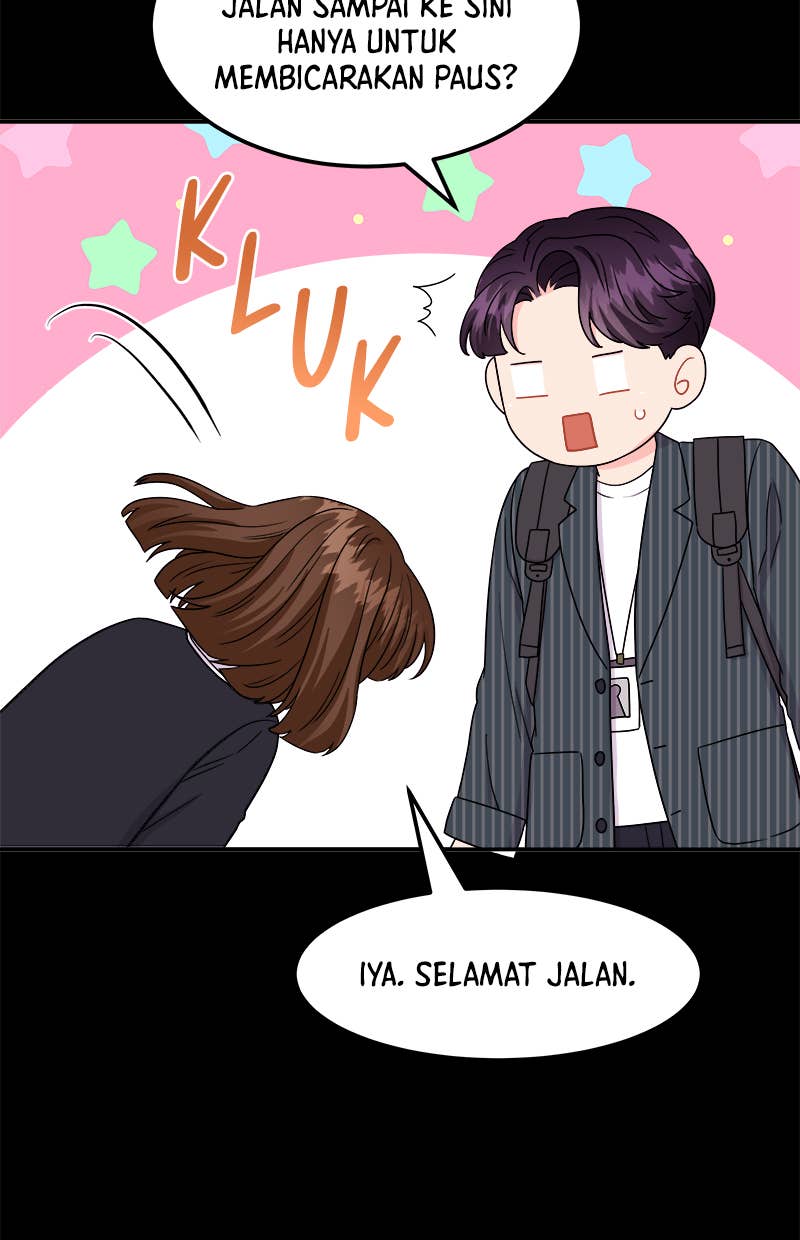 JALAN SAMPAI KE SINI
HANYA UNTUK
MEMBICARAKAN PAUS?
KLUK
IYA. SELAMAT JALAN.